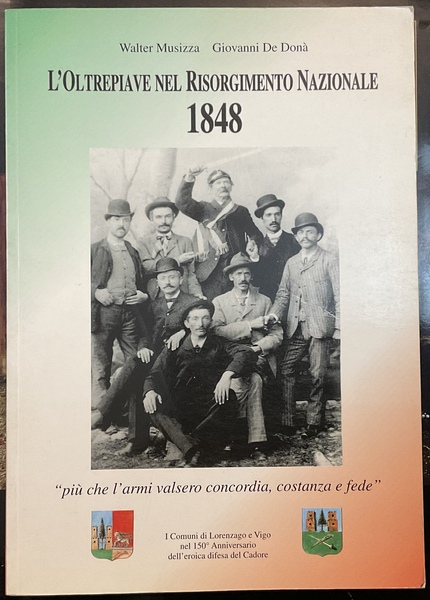 Walter Musizza Giovanni De Donà
L'OLTREPIAVE NEL RISORGIMENTO NAZIONALE
1848
"più che l'armi valsero concordia, costanza e fede"
I Comuni di Lorenzago e Vigo
nel 150° Anniversario
dell'eroica difesa del Cadore